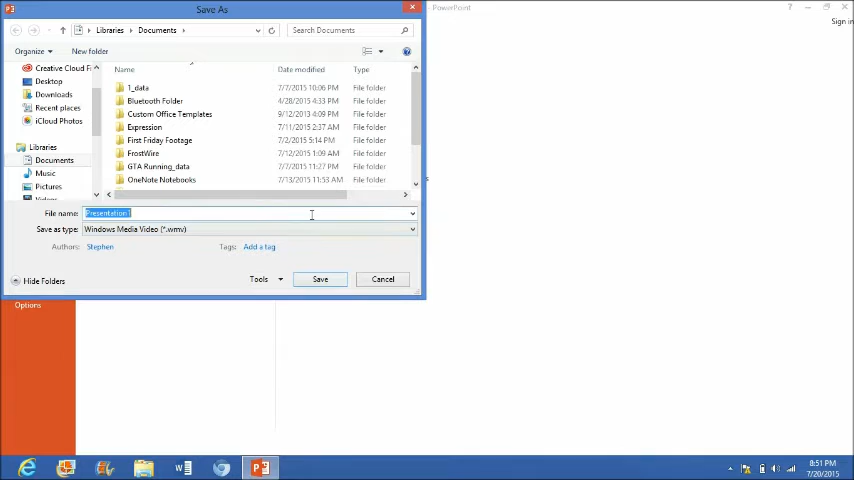 Save As
PowerPoint
Sign in
Libraries Documents
Search Documents
Organize New folder
Name Date modified Type
Creative Cloud Fi
Desktop
Downloads
Recent places
iCloud Photos
Libraries
Documents
Music
Pictures
Videos
1_data 7/7/2015 10:06 PM File folder
Bluetooth Folder 4/28/2015 4:33 PM File folder
Custom Office Templates 9/12/2013 4:09 PM File folder
Expression 7/11/2015 2:37 AM File folder
First Friday Footage 7/2/2015 5:14 PM File folder
FrostWire 7/12/2015 1:09 AM File folder
GTA Running_data 7/7/2015 11:27 PM File folder
OneNote Notebooks 7/13/2015 11:53 AM File folder
File name: Presentation1
Save as type: Windows Media Video (*.wmv)
Authors: Stephen Tags: Add a tag
Hide Folders Tools Save Cancel
Options
8:51 PM
7/20/2015